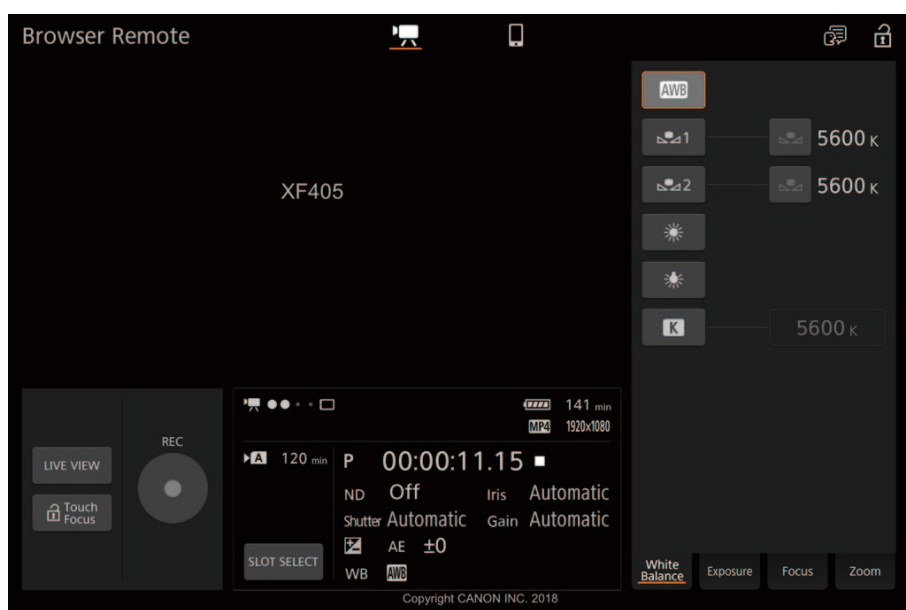 Browser Remote
XF405
AWB
1 5600 K
2 5600 K
K 5600 K
LIVE VIEW
Touch
Focus
REC
141 min
MP4 1920x1080
A 120 min
P 00:00:11.15
ND Off Iris Automatic
Shutter Automatic Gain Automatic
AE ±0
WB AWB
SLOT SELECT
White
Balance
Exposure
Focus
Zoom
Copyright CANON INC. 2018